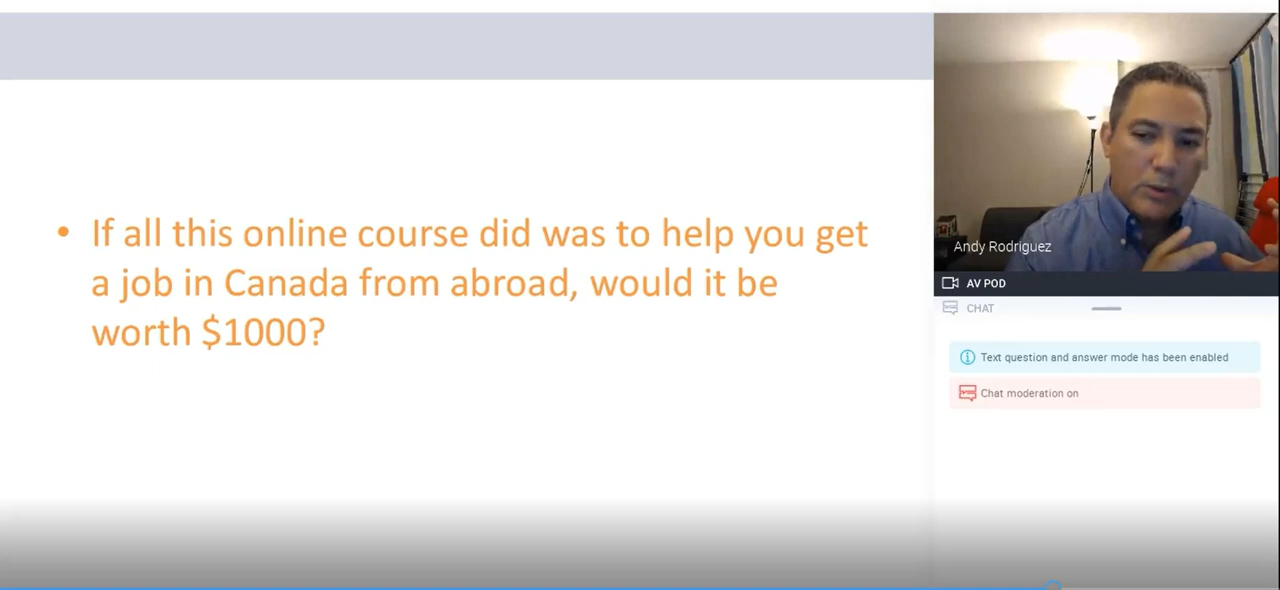 • If all this online course did was to help you get
a job in Canada from abroad, would it be
worth $1000?
Andy Rodriguez
AV POD
CHAT
Text question and answer mode has been enabled
Chat moderation on